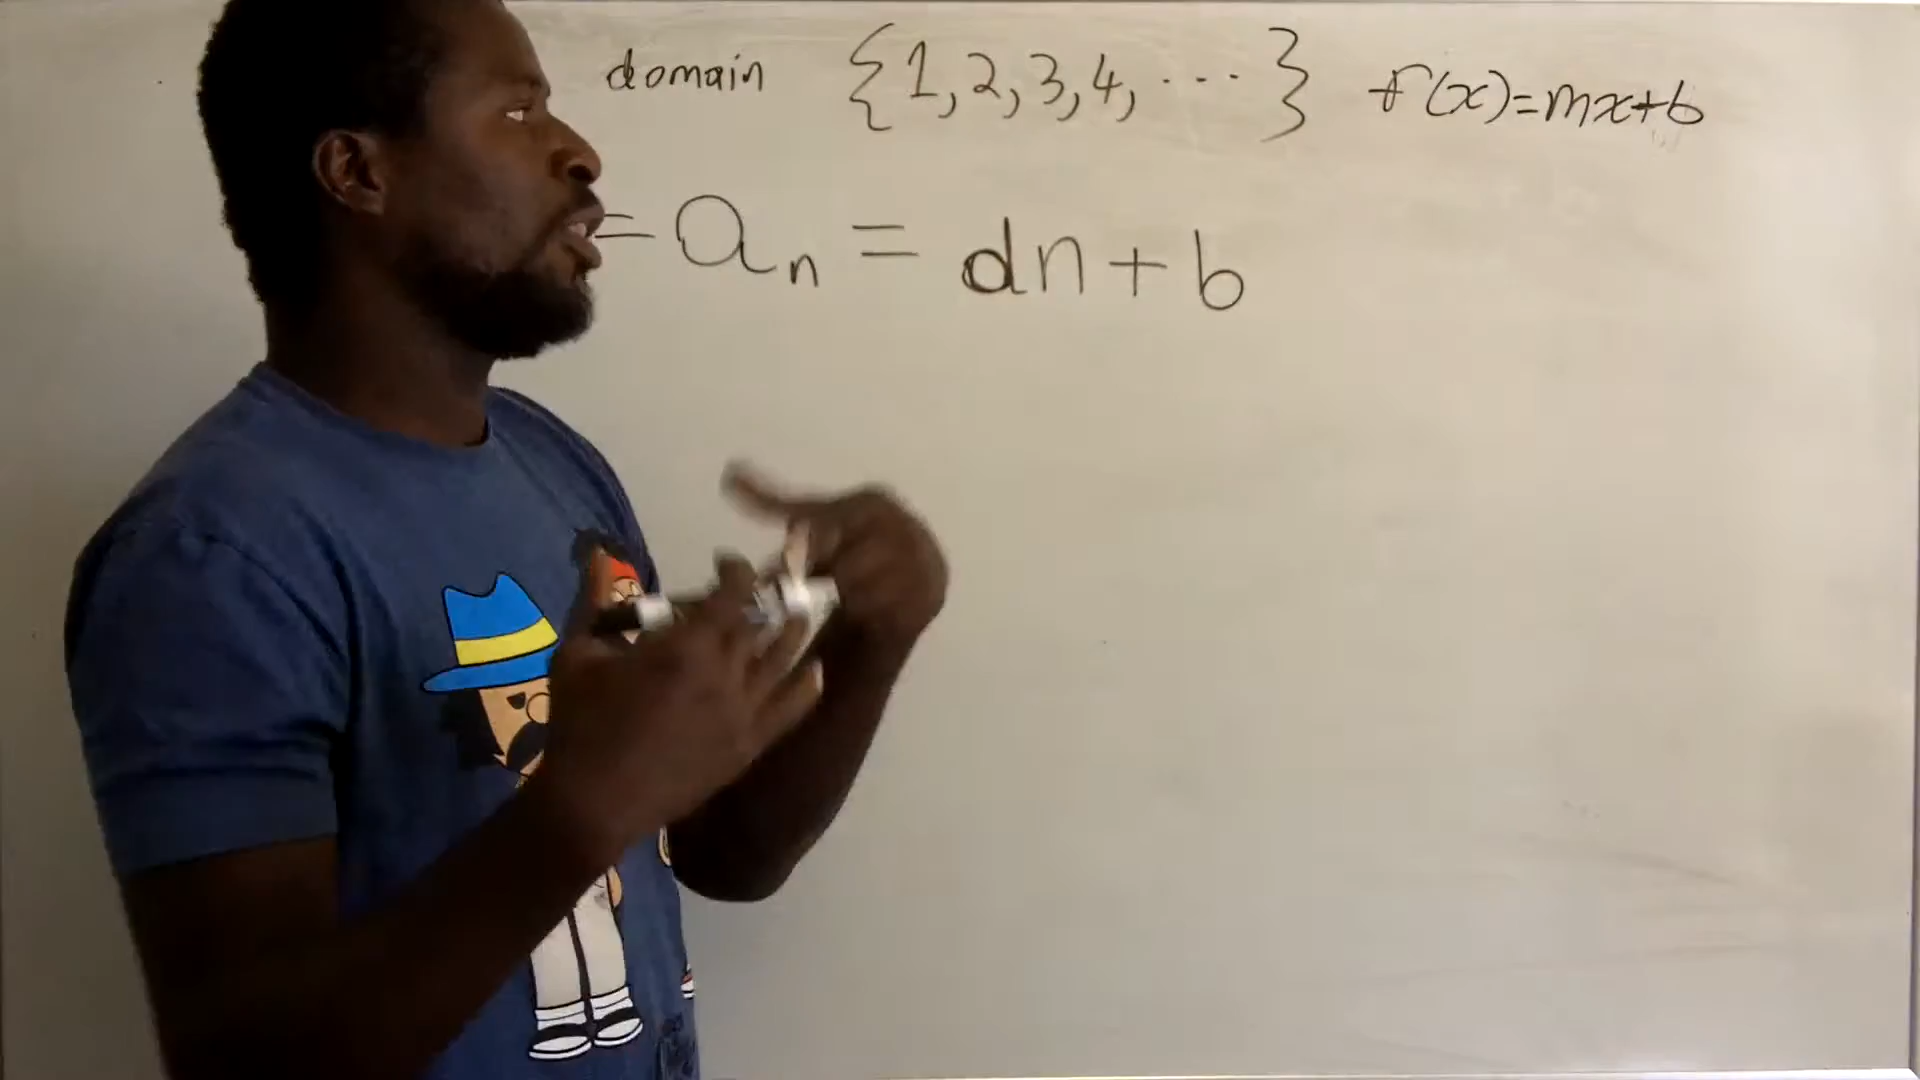 domain {1,2,3,4, ...} f(x)=mx+b
= aₙ = dn+b